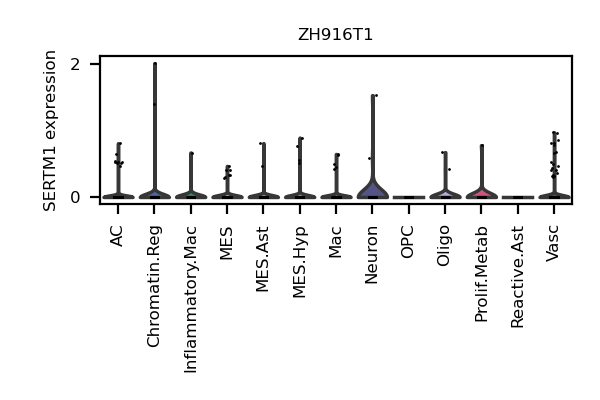 ZH916T1
SERTM1 expression
2
0
AC
Chromatin.Reg
Inflammatory.Mac
MES
MES.Ast
MES.Hyp
Mac
Neuron
OPC
Oligo
Prolif.Metab
Reactive.Ast
Vasc